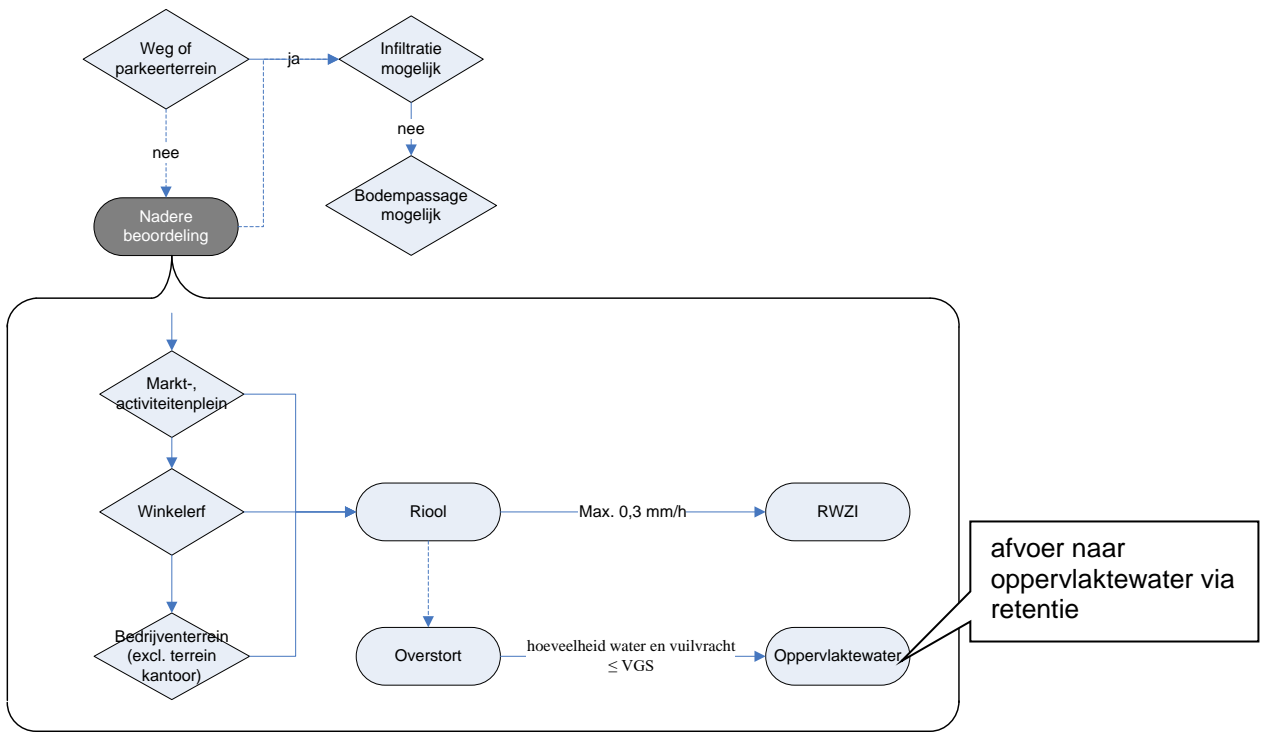 Weg of
parkeerterrein
ja
Infiltratie
mogelijk
nee
nee
Bodempassage
mogelijk
Nadere
beoordeling
Markt-,
activiteitenplein
Winkelerf
Riool
Max. 0,3 mm/h
RWZI
afvoer naar
oppervlaktewater via
retentie
Bedrijventerrein
(excl. terrein
kantoor)
Overstort
hoeveelheid water en vuilvracht
≤ VGS
Oppervlaktewater